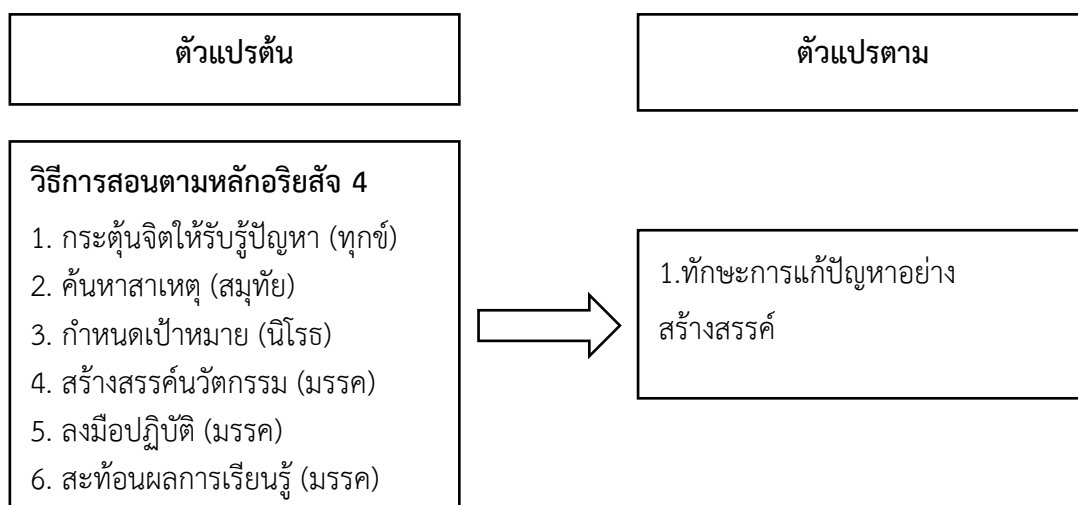 ตัวแปรต้น
ตัวแปรตาม
วิธีการสอนตามหลักอริยสัจ 4
1. กระตุ้นจิตให้รับรู้ปัญหา (ทุกข์)
2. ค้นหาสาเหตุ (สมุทัย)
3. กำหนดเป้าหมาย (นิโรธ)
4. สร้างสรรค์นวัตกรรม (มรรค)
5. ลงมือปฏิบัติ (มรรค)
6. สะท้อนผลการเรียนรู้ (มรรค)
1.ทักษะการแก้ปัญหาอย่าง
สร้างสรรค์